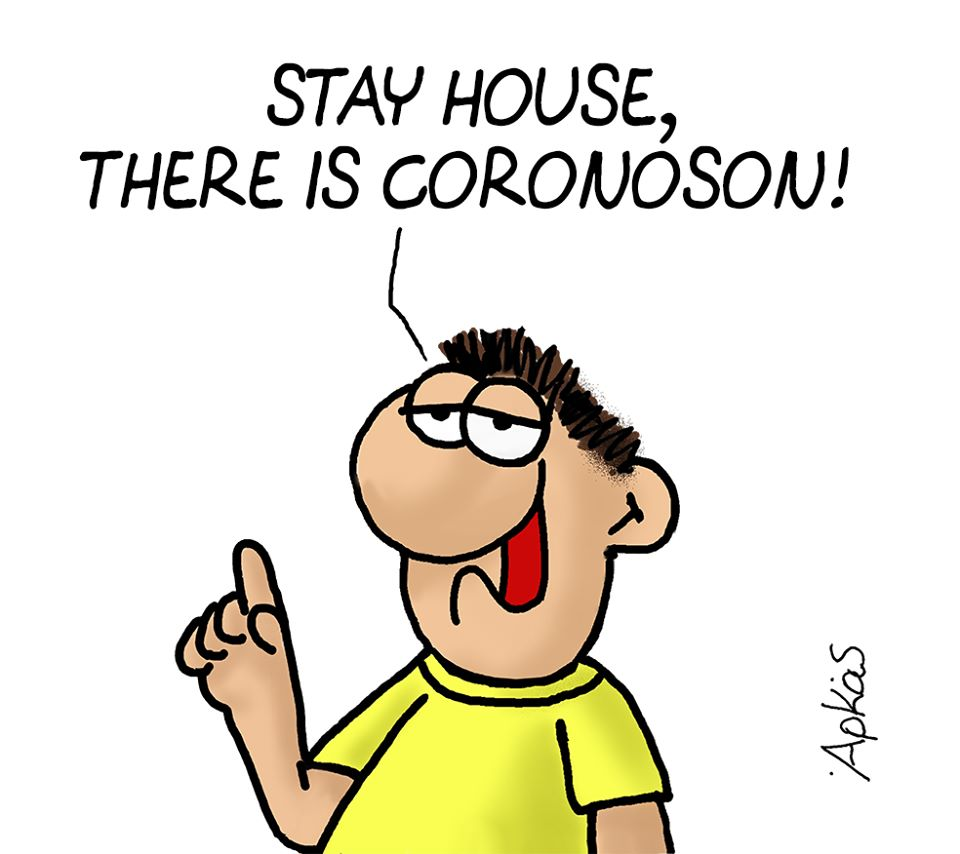 STAY HOUSE,
THERE IS CORONOSON!
Αρκάς